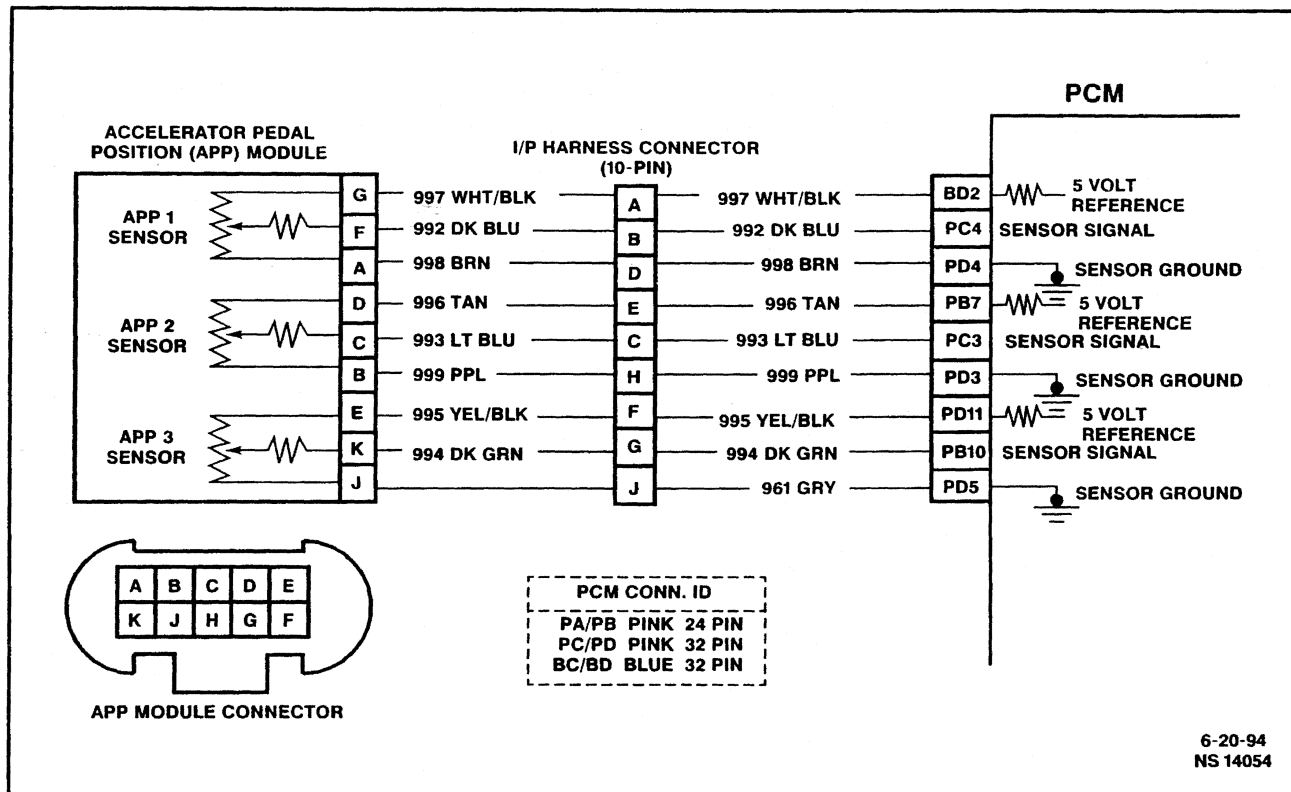 PCM
ACCELERATOR PEDAL
POSITION (APP) MODULE
I/P HARNESS CONNECTOR
(10-PIN)
G 997 WHT/BLK A 997 WHT/BLK BD2 5 VOLT
REFERENCE
APP 1
SENSOR
F 992 DK BLU B 992 DK BLU PC4 SENSOR SIGNAL
A 998 BRN D 998 BRN PD4 SENSOR GROUND
D 996 TAN E 996 TAN PB7 5 VOLT
REFERENCE
APP 2
SENSOR
C 993 LT BLU C 993 LT BLU PC3 SENSOR SIGNAL
B 999 PPL H 999 PPL PD3 SENSOR GROUND
E 995 YEL/BLK F 995 YEL/BLK PD11 5 VOLT
REFERENCE
APP 3
SENSOR
K 994 DK GRN G 994 DK GRN PB10 SENSOR SIGNAL
J J 961 GRY PD5 SENSOR GROUND
A B C D E
K J H G F
APP MODULE CONNECTOR
PCM CONN. ID
PA/PB PINK 24 PIN
PC/PD PINK 32 PIN
BC/BD BLUE 32 PIN
6-20-94
NS 14054